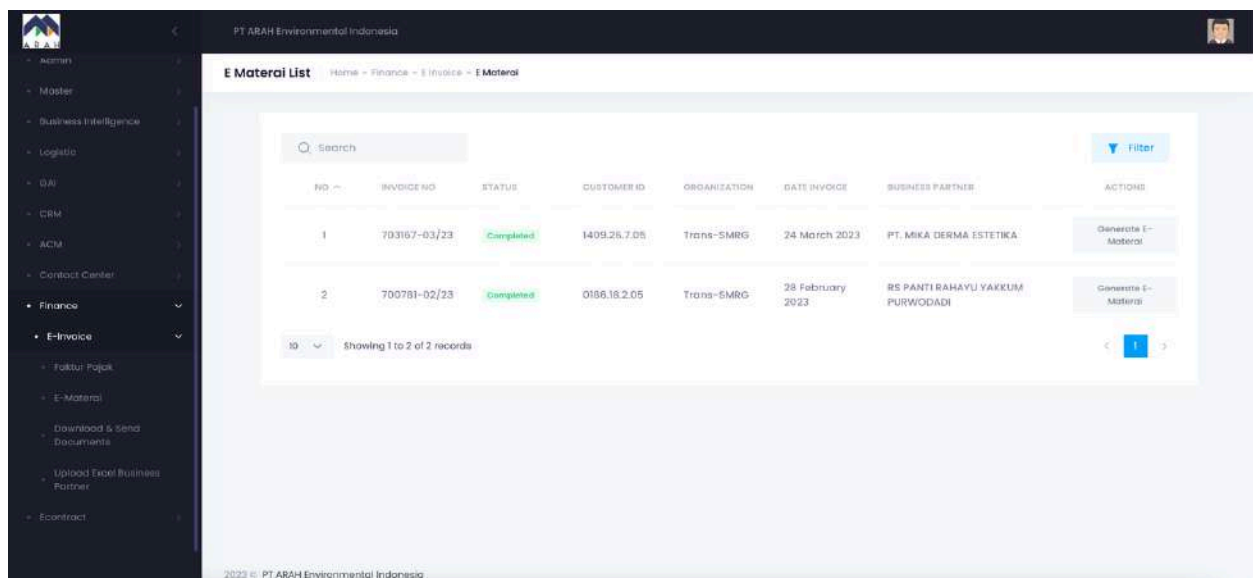 ARAH
PT ARAH Environmental Indonesia
Admin
Master
Business Intelligence
Logistic
QAI
CRM
ACM
Contact Center
Finance
E-Invoice
Faktur Pajak
E-Materai
Download & Send
Documents
Upload Excel Business
Partner
Econtract
E Materai List Home - Finance - E Invoice - E Materai
Search
Filter
NO INVOICE NO STATUS CUSTOMER ID ORGANIZATION DATE INVOICE BUSINESS PARTNER ACTIONS
1 703167-03/23 Completed 1409.26.7.05 Trans-SMRG 24 March 2023 PT. MIKA DERMA ESTETIKA Generate E-
Materai
2 700781-02/23 Completed 0186.18.2.05 Trans-SMRG 28 February RS PANTI RAHAYU YAKKUM Generate E-
2023 PURWODADI Materai
10 Showing 1 to 2 of 2 records
1
2023 © PT ARAH Environmental Indonesia